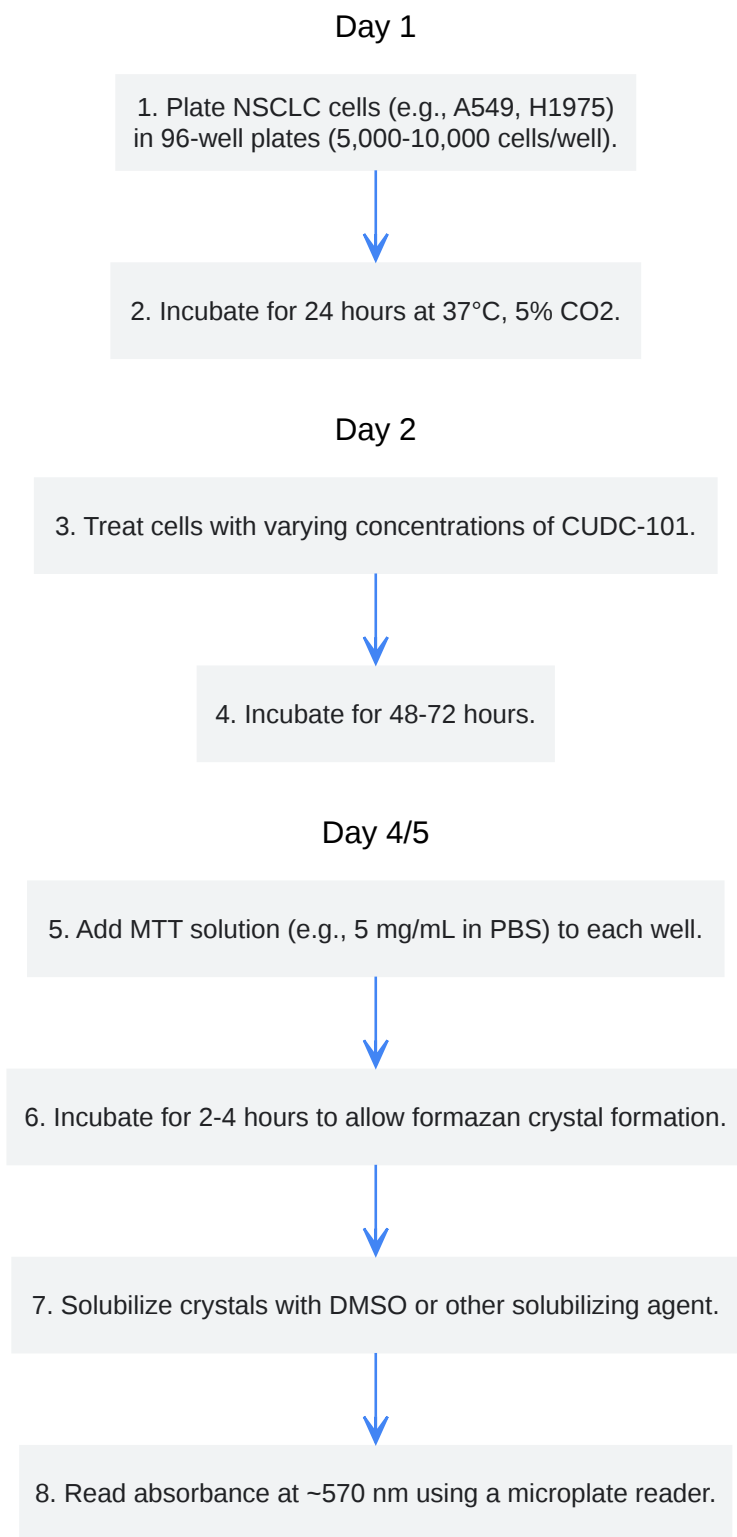 Day 1
1. Plate NSCLC cells (e.g., A549, H1975)
in 96-well plates (5,000-10,000 cells/well).
2. Incubate for 24 hours at 37°C, 5% CO2.
Day 2
3. Treat cells with varying concentrations of CUDC-101.
4. Incubate for 48-72 hours.
Day 4/5
5. Add MTT solution (e.g., 5 mg/mL in PBS) to each well.
6. Incubate for 2-4 hours to allow formazan crystal formation.
7. Solubilize crystals with DMSO or other solubilizing agent.
8. Read absorbance at ~570 nm using a microplate reader.